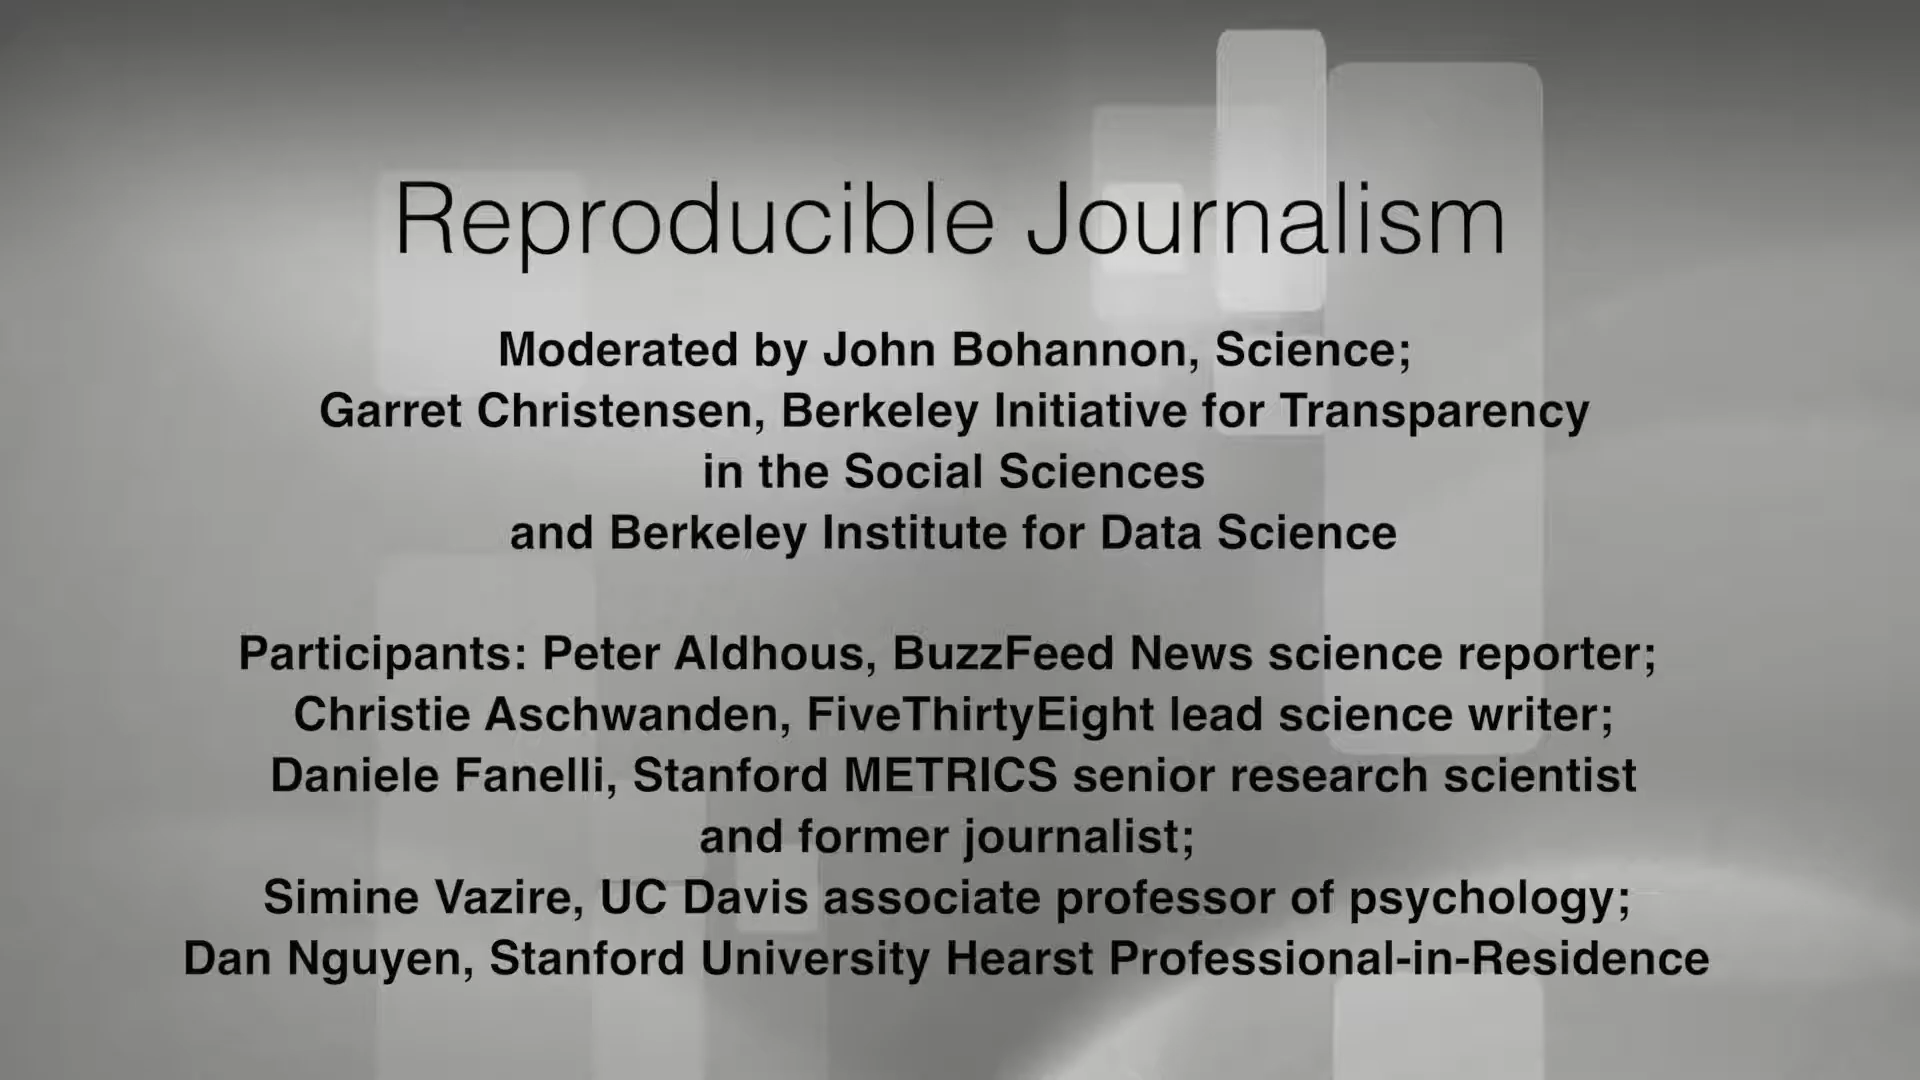 Reproducible Journalism
Moderated by John Bohannon, Science;
Garret Christensen, Berkeley Initiative for Transparency
in the Social Sciences
and Berkeley Institute for Data Science
Participants: Peter Aldhous, BuzzFeed News science reporter;
Christie Aschwanden, FiveThirtyEight lead science writer;
Daniele Fanelli, Stanford METRICS senior research scientist
and former journalist;
Simine Vazire, UC Davis associate professor of psychology;
Dan Nguyen, Stanford University Hearst Professional-in-Residence